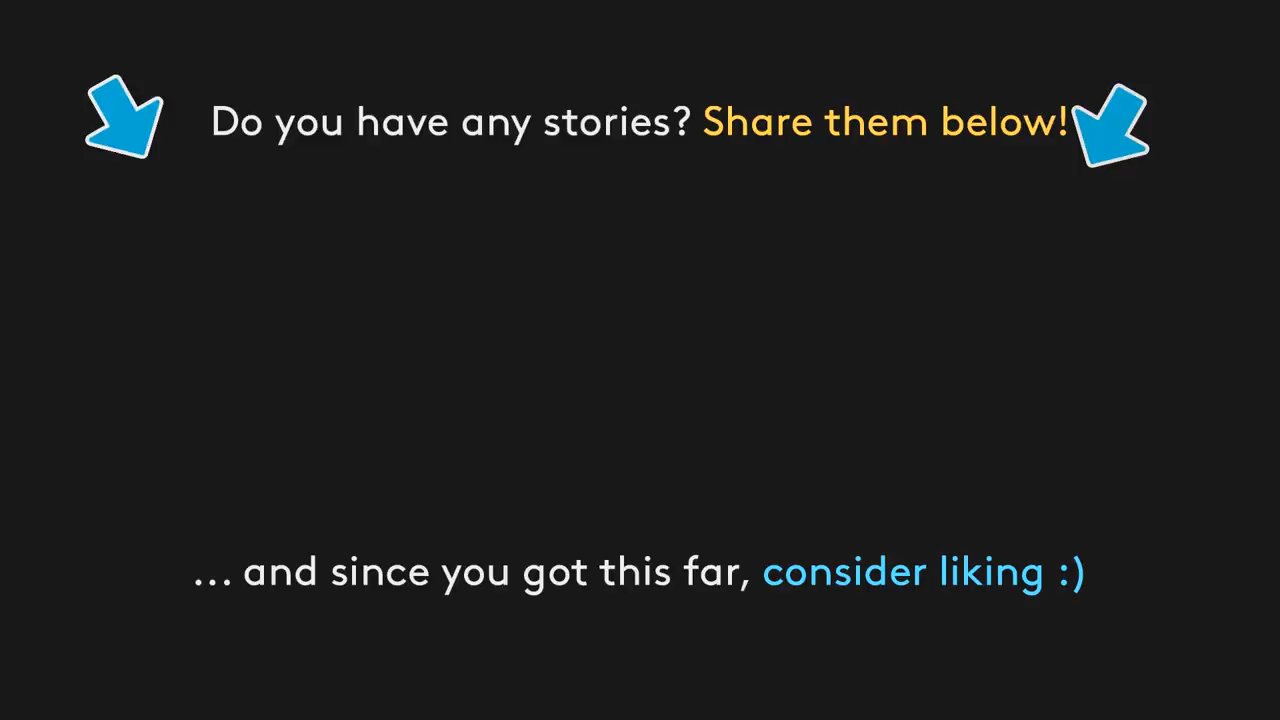 Do you have any stories? Share them below!
... and since you got this far, consider liking :)